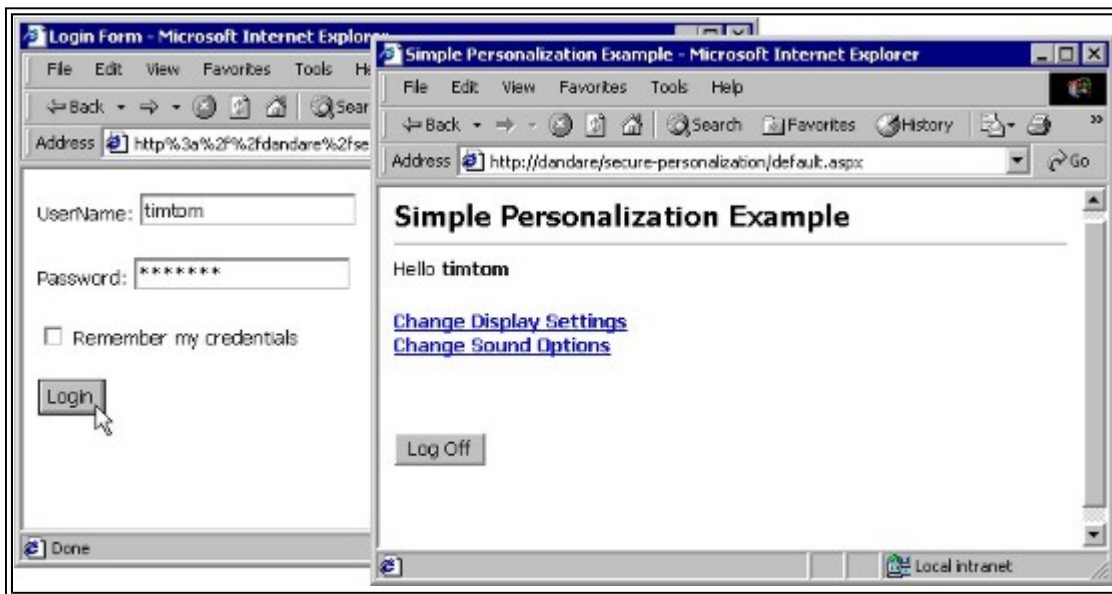 Login Form - Microsoft Internet Explorer
File Edit View Favorites Tools
Back Sear
Address http%3a%2f%2fdandare%2fse
UserName: timtom
Password: *******
Remember my credentials
Login
Done
Simple Personalization Example - Microsoft Internet Explorer
File Edit View Favorites Tools Help
Back Search Favorites History »
Address http://dandare/secure-personalization/default.aspx Go
Simple Personalization Example
Hello timtom
Change Display Settings
Change Sound Options
Log Off
Local intranet